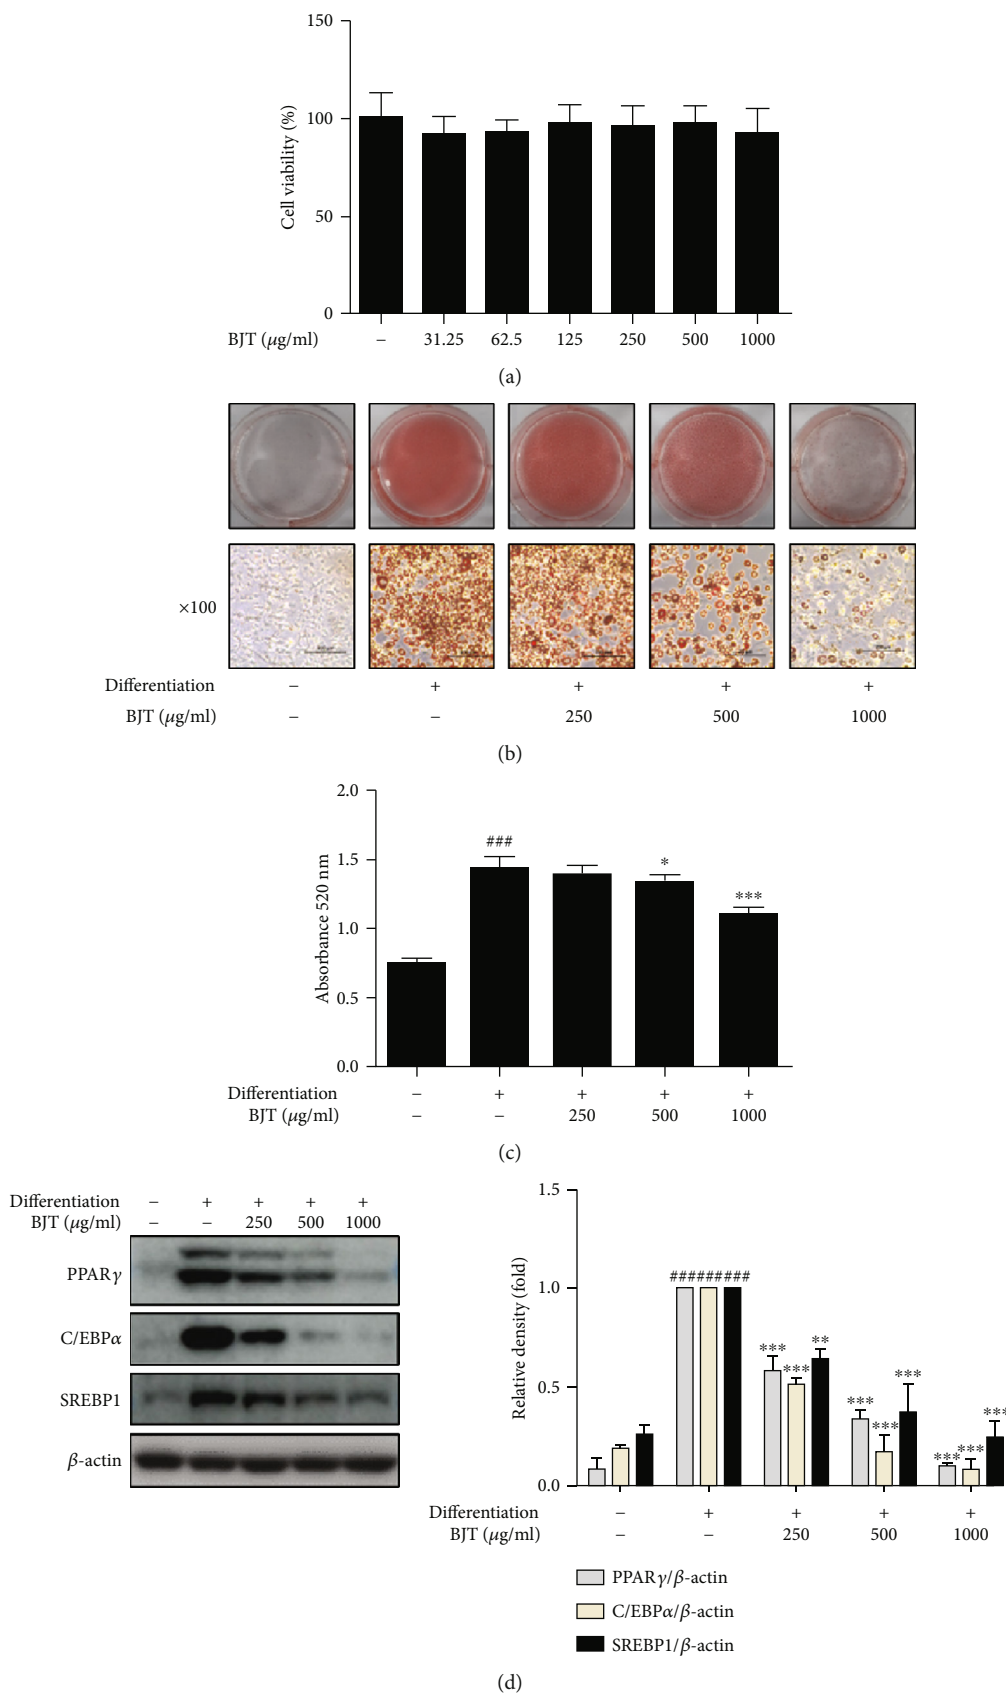 150
100
50
0
Cell viability (%)
BJT (μg/ml) – 31.25 62.5 125 250 500 1000
(a)
×100
Differentiation – + + + +
BJT (μg/ml) – – 250 500 1000
(b)
2.0
1.5
1.0
0.5
0.0
Absorbance 520 nm
###
*
***
Differentiation – + + + +
BJT (μg/ml) – – 250 500 1000
(c)
Differentiation – + + + +
BJT (μg/ml) – – 250 500 1000
PPARγ
C/EBPα
SREBP1
β-actin
1.5
1.0
0.5
0.0
Relative density (fold)
#########
*** *** **
*** *** ***
*** *** ***
Differentiation – + + + +
BJT (μg/ml) – – 250 500 1000
PPARγ/β-actin
C/EBPα/β-actin
SREBP1/β-actin
(d)